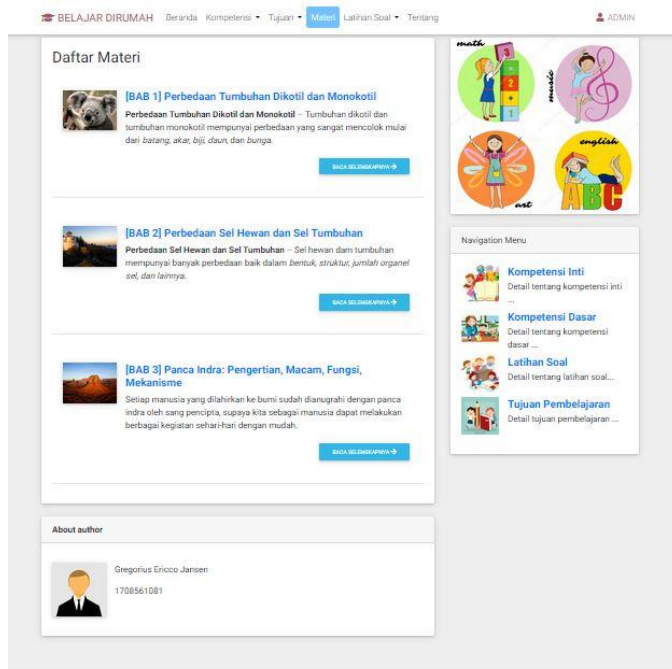 BELAJAR DIRUMAH Beranda Kompetensi Tujuan Materi Latihan Soal Tentang ADMIN
Daftar Materi
[BAB 1] Perbedaan Tumbuhan Dikotil dan Monokotil
Perbedaan Tumbuhan Dikotil dan Monokotil – Tumbuhan dikotil dan
tumbuhan monokotil mempunyai perbedaan yang sangat mencolok mulai
dari batang, akar, biji, daun, dan bunga.
BACA SELENGKAPNYA
[BAB 2] Perbedaan Sel Hewan dan Sel Tumbuhan
Perbedaan Sel Hewan dan Sel Tumbuhan – Sel hewan dam tumbuhan
mempunyai banyak perbedaan baik dalam bentuk, struktur, jumlah organel
sel, dan lainnya.
BACA SELENGKAPNYA
[BAB 3] Panca Indra: Pengertian, Macam, Fungsi,
Mekanisme
Setiap manusia yang dilahirkan ke bumi sudah dianugrahi dengan panca
indra oleh sang pencipta, supaya kita sebagai manusia dapat melakukan
berbagai kegiatan sehari-hari dengan mudah.
BACA SELENGKAPNYA
About author
Gregorius Ericco Jansen
1708561081
math
3
=
2
+
1
music
art
english
ABC
Navigation Menu
Kompetensi Inti
Detail tentang kompetensi inti
...
Kompetensi Dasar
Detail tentang kompetensi
dasar ...
Latihan Soal
Detail tentang latihan soal...
Tujuan Pembelajaran
Detail tujuan pembelajaran ...